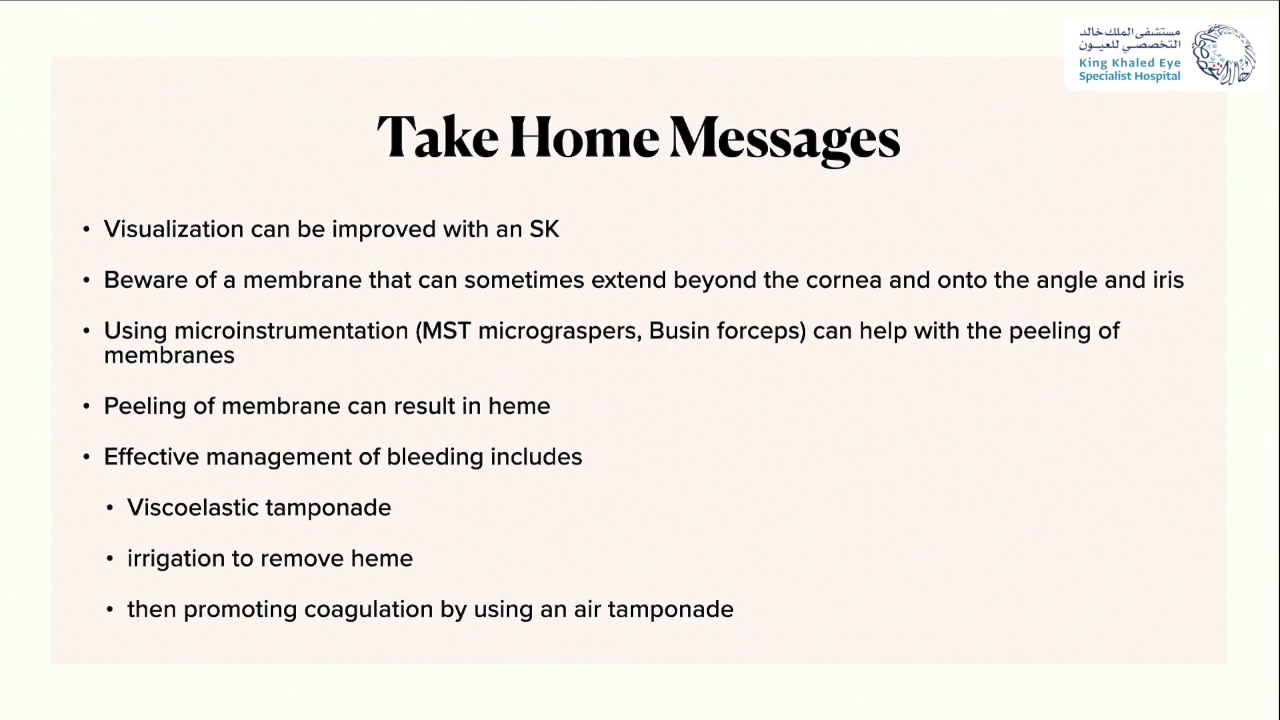 مستشفى الملك خالد
التخصصي للعيون
King Khaled Eye
Specialist Hospital
Take Home Messages
• Visualization can be improved with an SK
• Beware of a membrane that can sometimes extend beyond the cornea and onto the angle and iris
• Using microinstrumentation (MST micrograspers, Busin forceps) can help with the peeling of
membranes
• Peeling of membrane can result in heme
• Effective management of bleeding includes
• Viscoelastic tamponade
• irrigation to remove heme
• then promoting coagulation by using an air tamponade